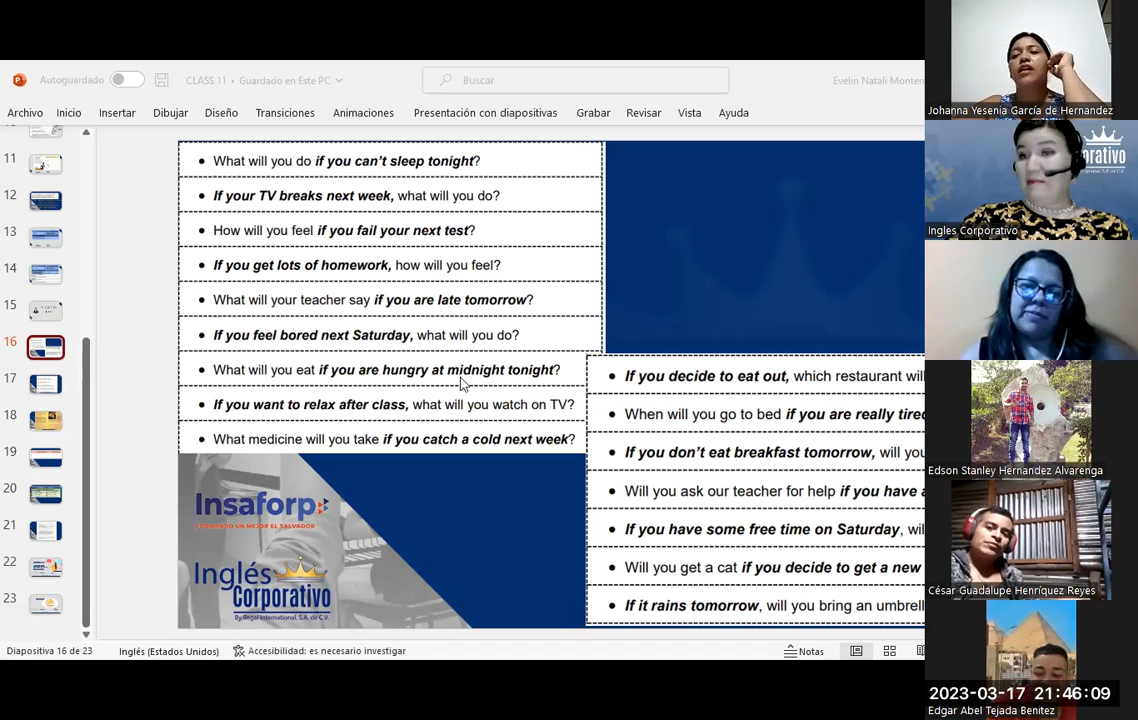 Autoguardado
CLASS 11 • Guardado en Este PC
Buscar
Evelin Natali
Archivo Inicio Insertar Dibujar Diseño Transiciones Animaciones Presentación con diapositivas Grabar Revisar Vista Ayuda
11
12
13
14
15
16
17
18
19
20
21
22
23
• What will you do if you can’t sleep tonight?
• If your TV breaks next week, what will you do?
• How will you feel if you fail your next test?
• If you get lots of homework, how will you feel?
• What will your teacher say if you are late tomorrow?
• If you feel bored next Saturday, what will you do?
• What will you eat if you are hungry at midnight tonight?
• If you want to relax after class, what will you watch on TV?
• What medicine will you take if you catch a cold next week?
• If you decide to eat out, which restaurant will
• When will you go to bed if you are really tired
• If you don’t eat breakfast tomorrow, will you
• Will you ask our teacher for help if you have a
• If you have some free time on Saturday, wil
• Will you get a cat if you decide to get a new
• If it rains tomorrow, will you bring an umbrell
Insaforp
FORMANDO UN MEJOR EL SALVADOR
Inglés
Corporativo
By Regal International, S.A. de C.V.
Diapositiva 16 de 23
Inglés (Estados Unidos)
Accesibilidad: es necesario investigar
Notas
Johanna Yesenia García de Hernandez
orativo
Ingles Corporativo
Edson Stanley Hernandez Alvarenga
César Guadalupe Henríquez Reyes
2023-03-17 21:46:09
Edgar Abel Tejada Benitez